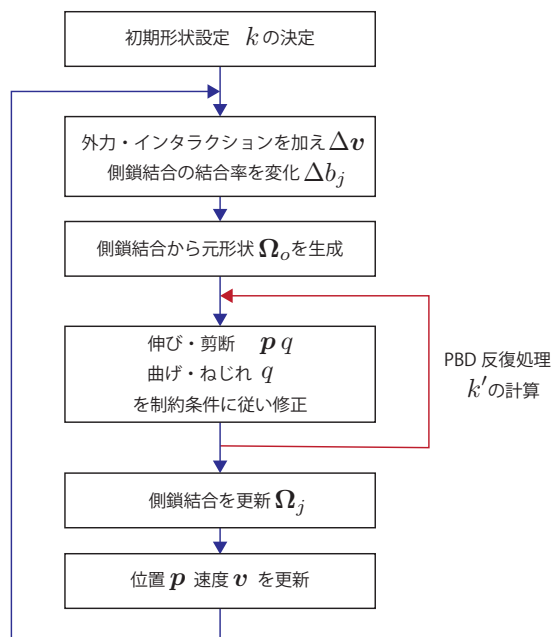 初期形状設定 kの決定
外力・インタラクションを加え Δv
側鎖結合の結合率を変化 Δb_j
側鎖結合から元形状 Ω_oを生成
伸び・剪断 p q
曲げ・ねじれ q
を制約条件に従い修正
PBD 反復処理
k′の計算
側鎖結合を更新 Ω_j
位置 p 速度 v を更新